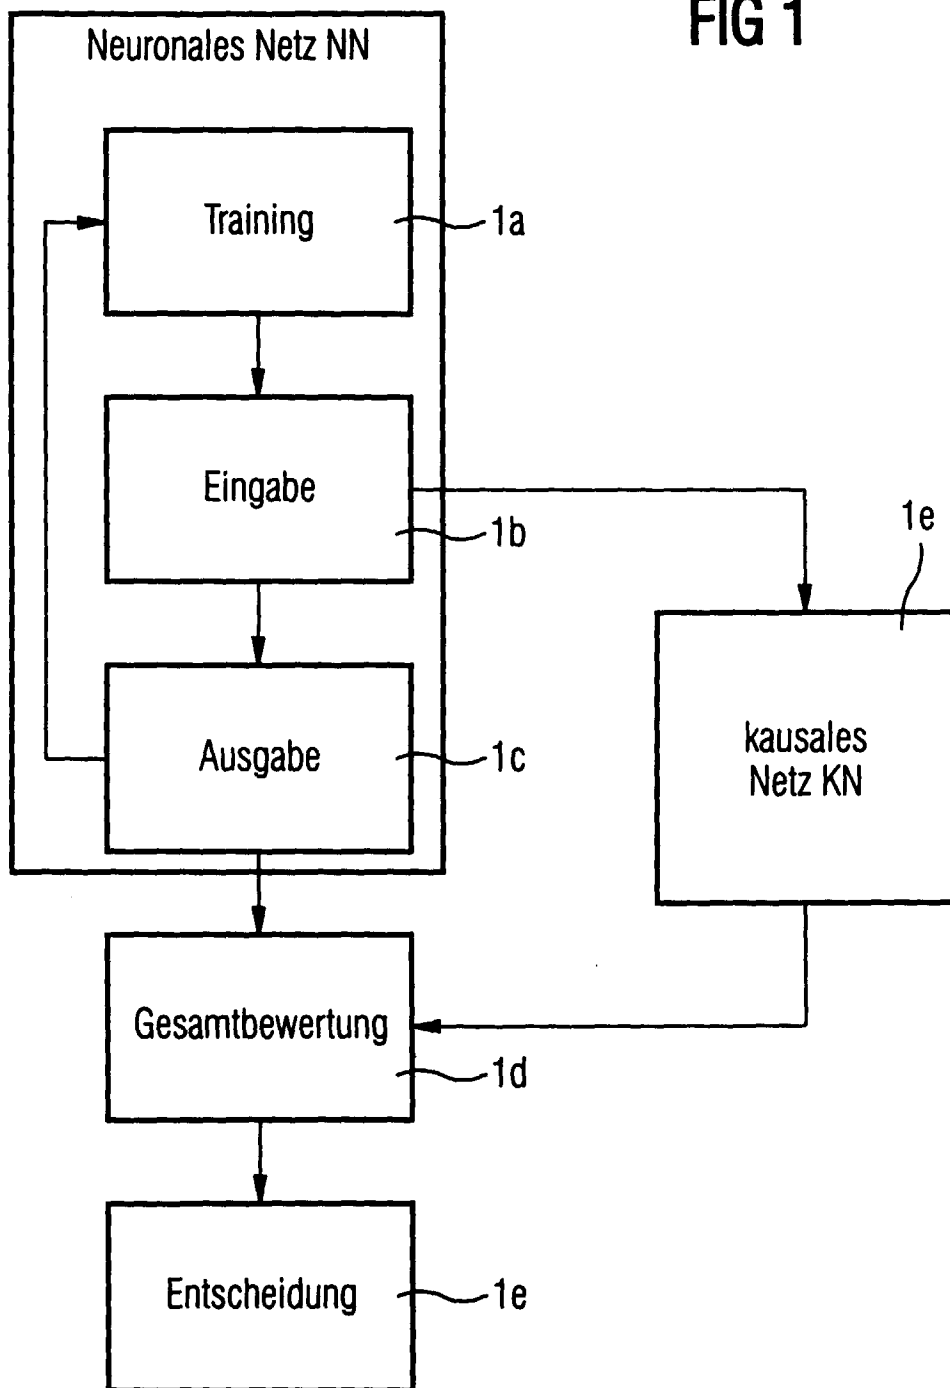 FIG 1
Neuronales Netz NN
Training
1a
Eingabe
1b
1e
Ausgabe
1c
kausales
Netz KN
Gesamtbewertung
1d
Entscheidung
1e